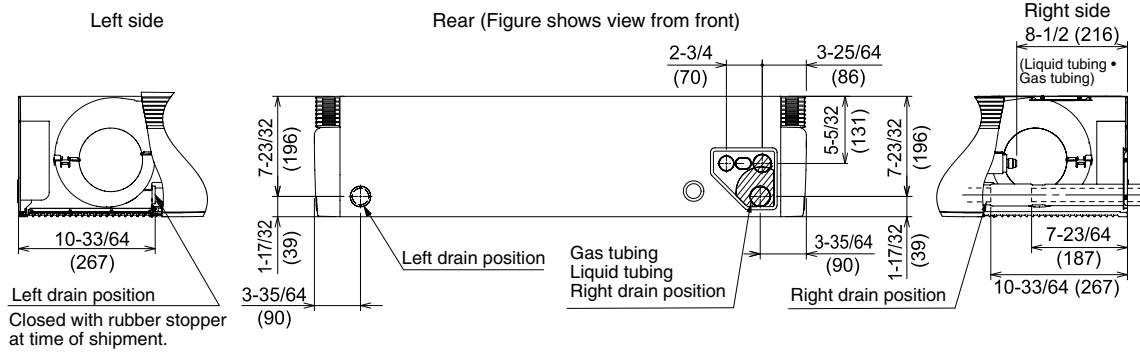 Left side
Rear (Figure shows view from front)
Right side
8-1/2 (216)
(Liquid tubing •
Gas tubing)
2-3/4
(70)
3-25/64
(86)
7-23/32
(196)
5-5/32
(131)
7-23/32
(196)
10-33/64
(267)
1-17/32
(39)
Left drain position
Closed with rubber stopper
at time of shipment.
3-35/64
(90)
Left drain position
Gas tubing
Liquid tubing
Right drain position
3-35/64
(90)
1-17/32
(39)
Right drain position
7-23/64
(187)
10-33/64 (267)